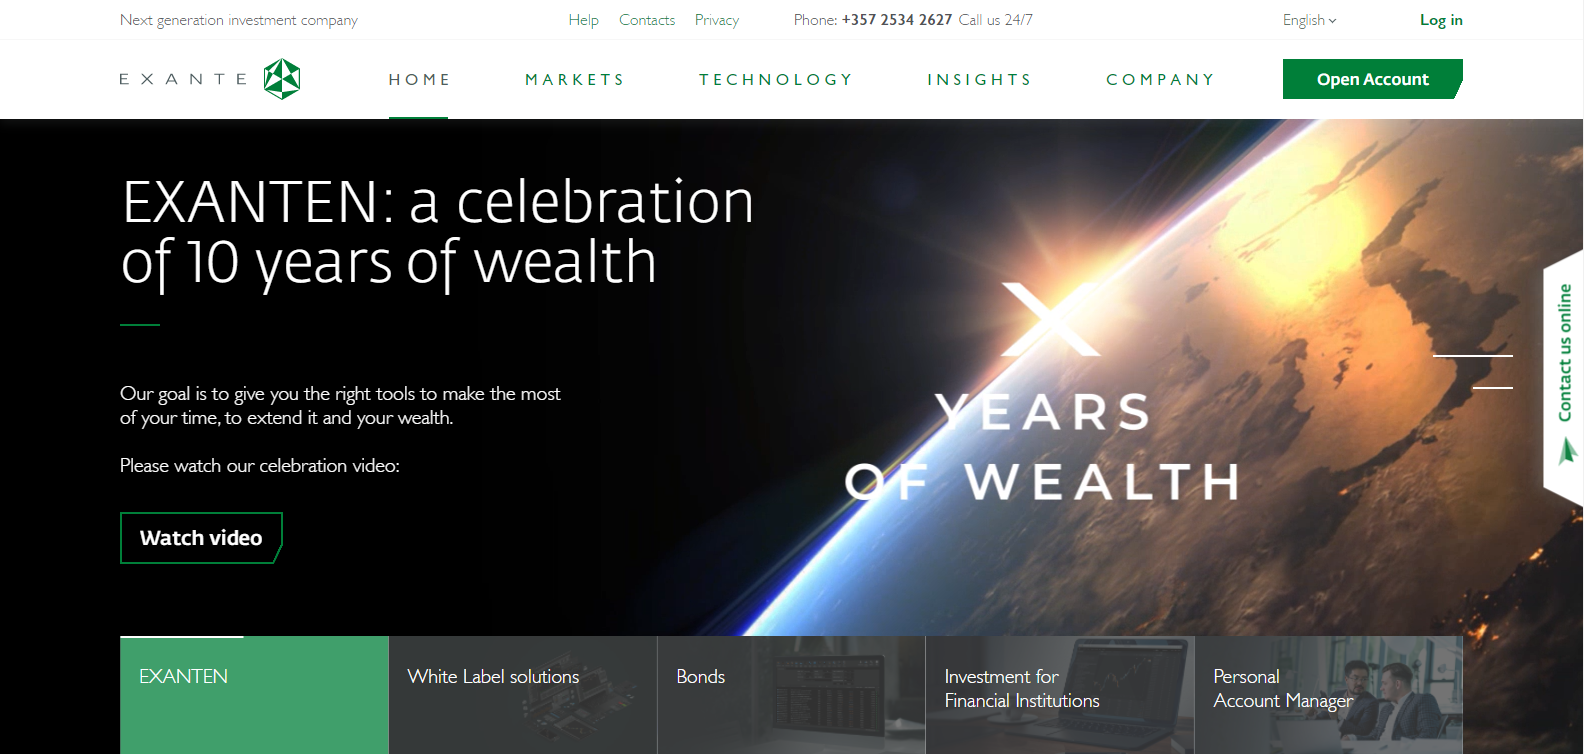 Next generation investment company
Help Contacts Privacy
Phone: +357 2534 2627 Call us 24/7
English
Log in
EXANTE
HOME MARKETS TECHNOLOGY INSIGHTS COMPANY
Open Account
EXANTEN: a celebration
of 10 years of wealth
Our goal is to give you the right tools to make the most
of your time, to extend it and your wealth.
Please watch our celebration video:
Watch video
X
YEARS
OF WEALTH
Contact us online
EXANTEN
White Label solutions
Bonds
Investment for
Financial Institutions
Personal
Account Manager